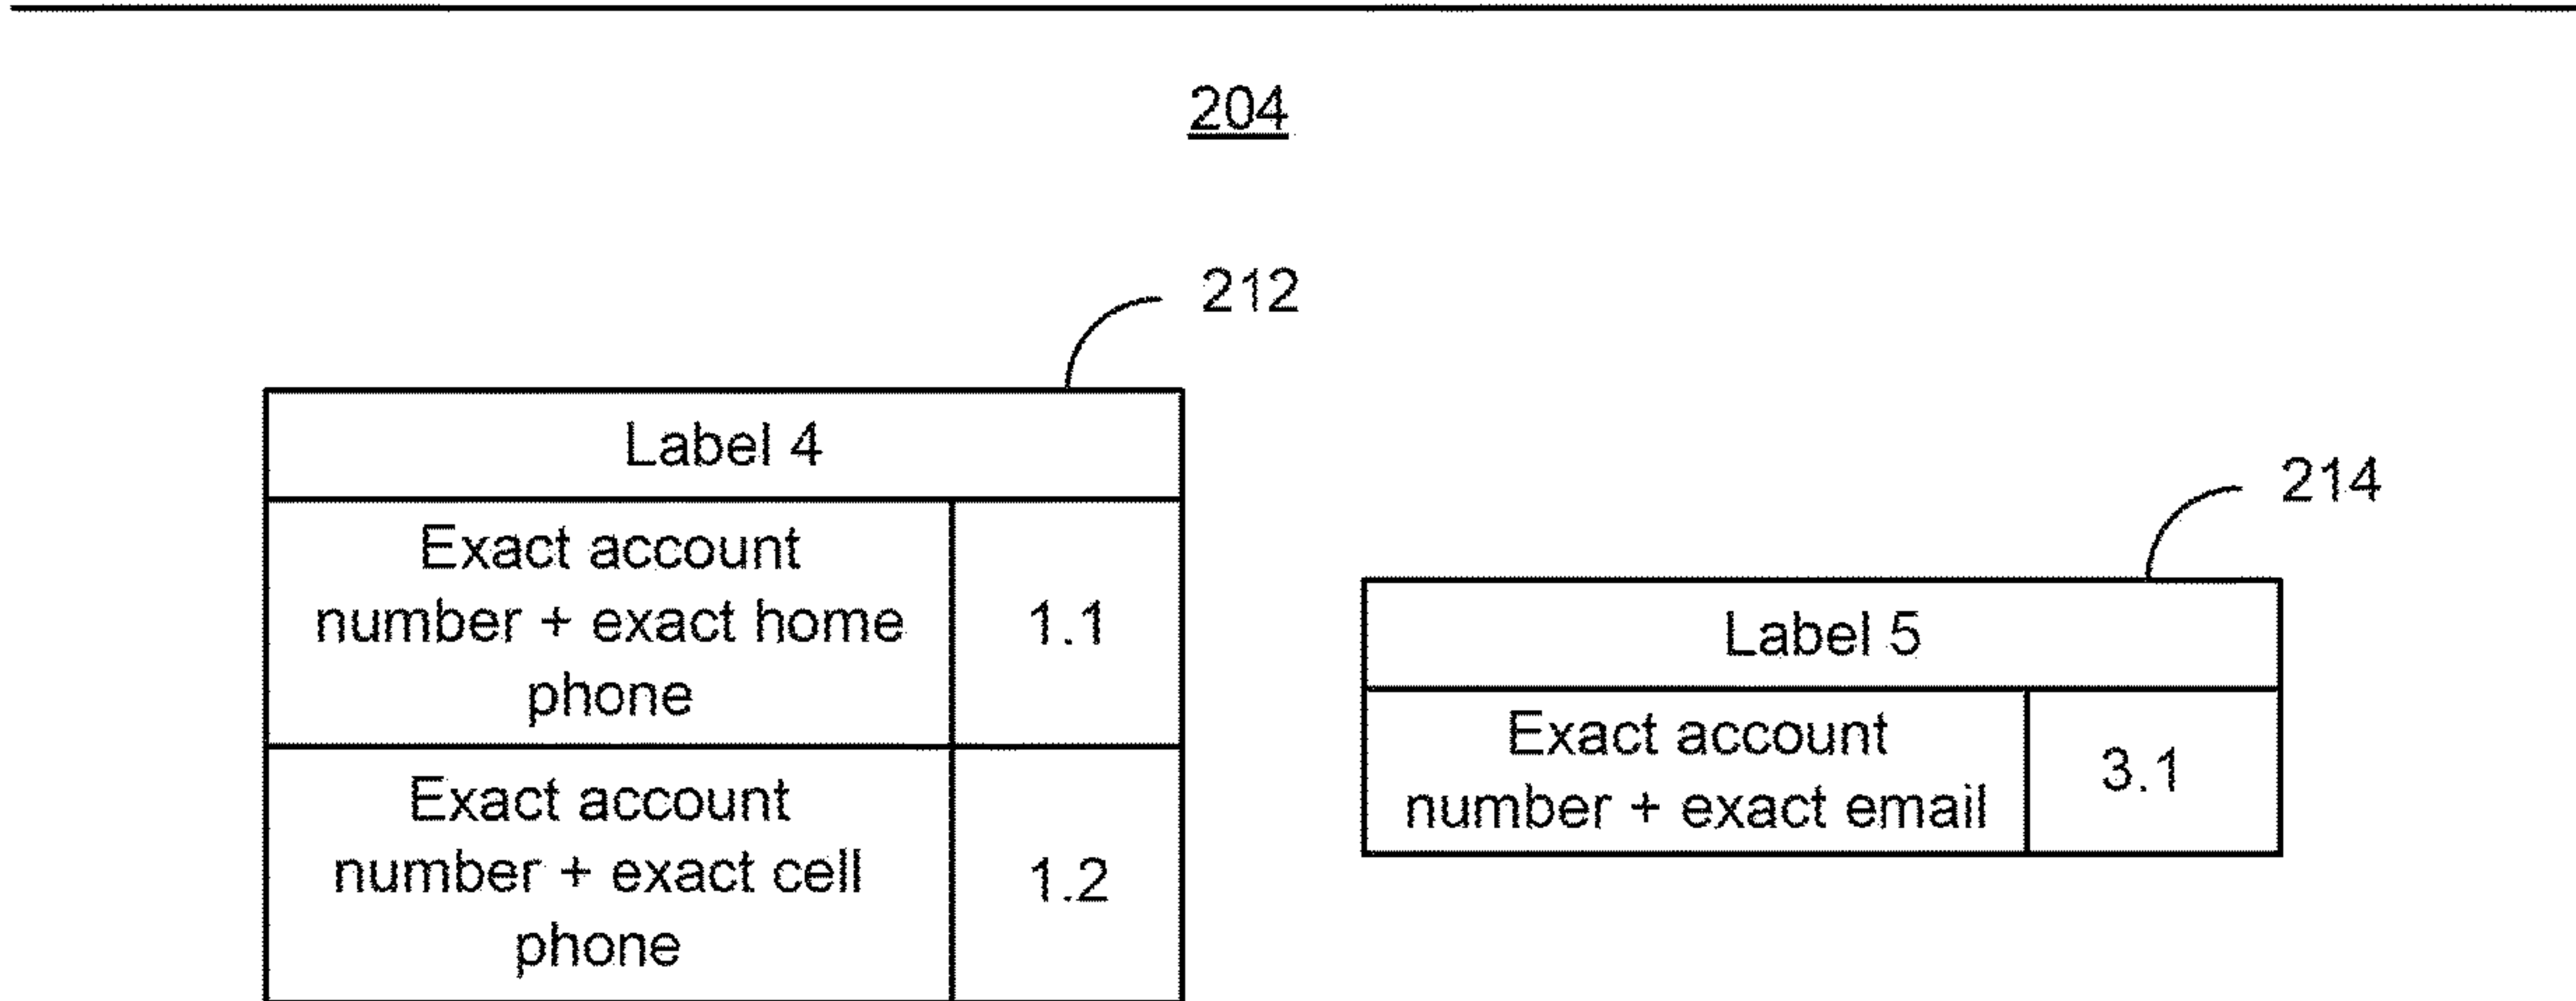 204
212
Label 4
Exact account
number + exact home
phone
1.1
Exact account
number + exact cell
phone
1.2
214
Label 5
Exact account
number + exact email
3.1